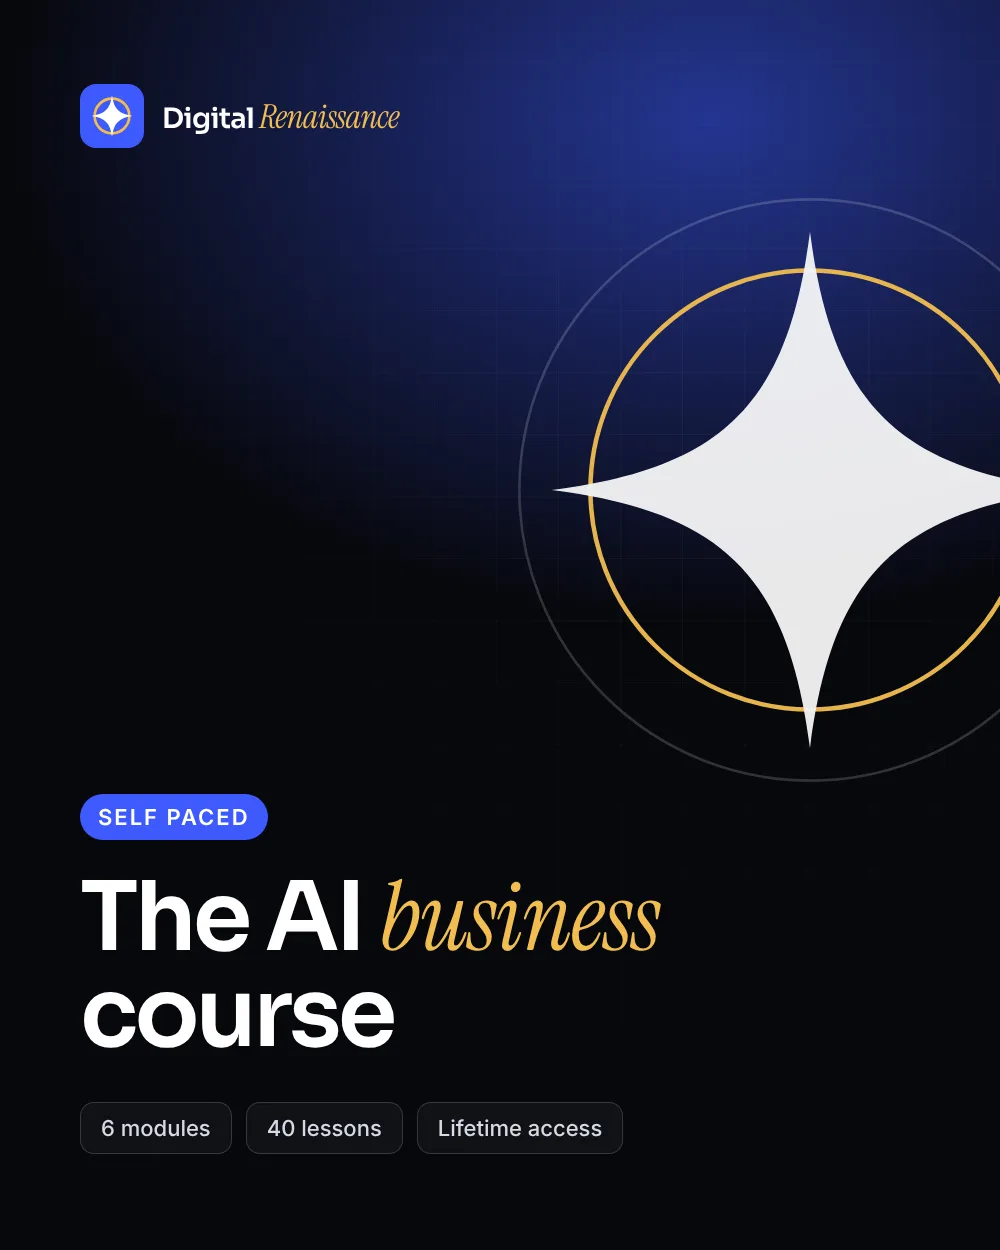 Digital Renaissance
SELF PACED
The AI business
course
6 modules
40 lessons
Lifetime access